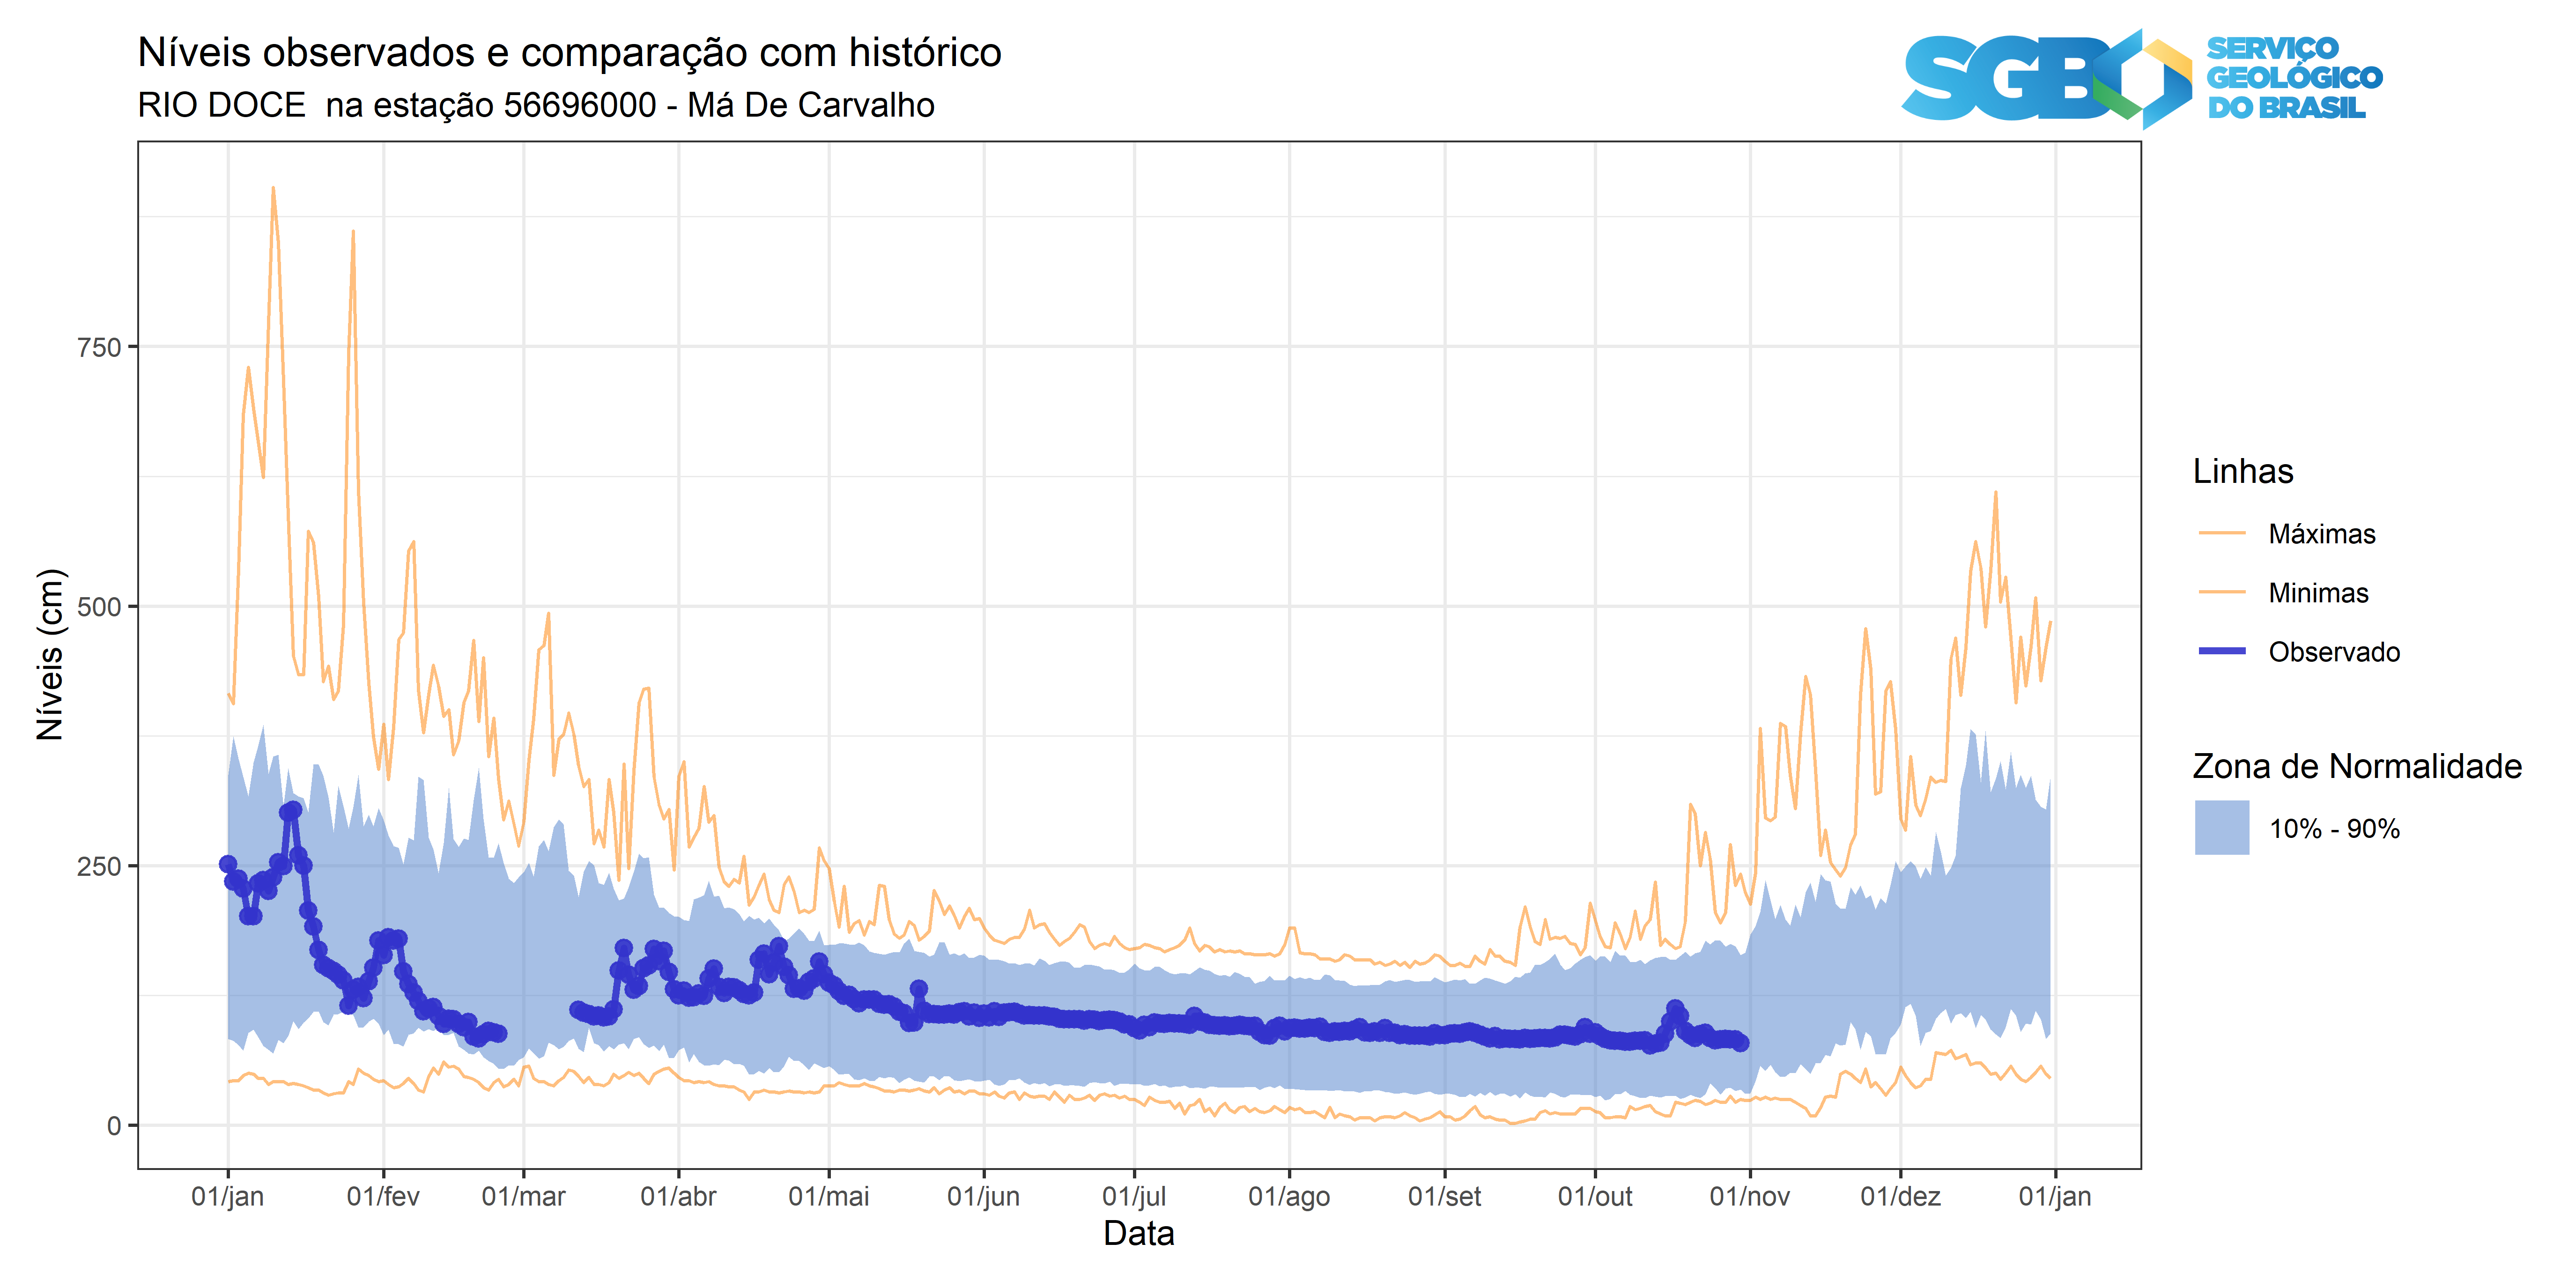 Níveis observados e comparação com histórico
RIO DOCE  na estação 56696000 - Má De Carvalho
SGB
SERVIÇO
GEOLÓGICO
DO BRASIL
Níveis (cm)
750
500
250
0
01/jan 01/fev 01/mar 01/abr 01/mai 01/jun 01/jul 01/ago 01/set 01/out 01/nov 01/dez 01/jan
Data
Linhas
Máximas
Minimas
Observado
Zona de Normalidade
10% - 90%